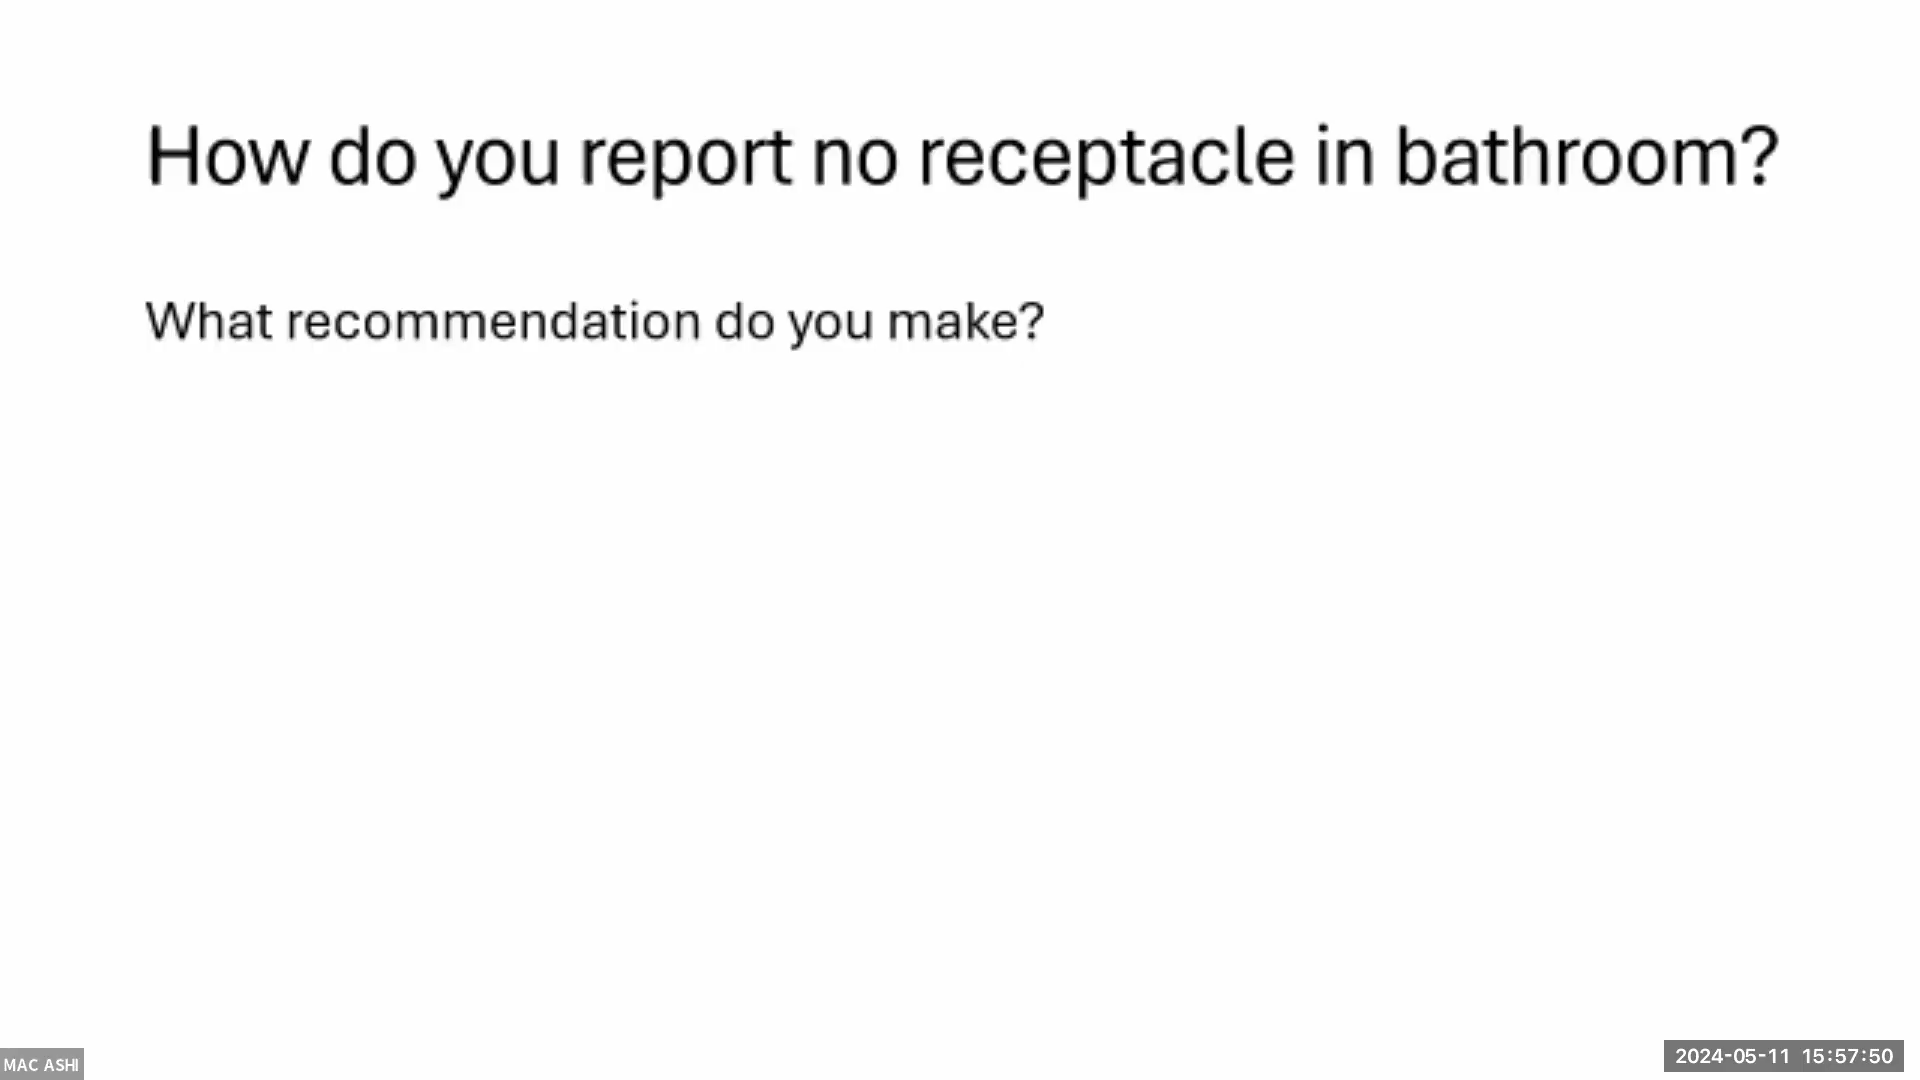 How do you report no receptacle in bathroom?
What recommendation do you make?
MAC ASHI
2024-05-11 15:57:50